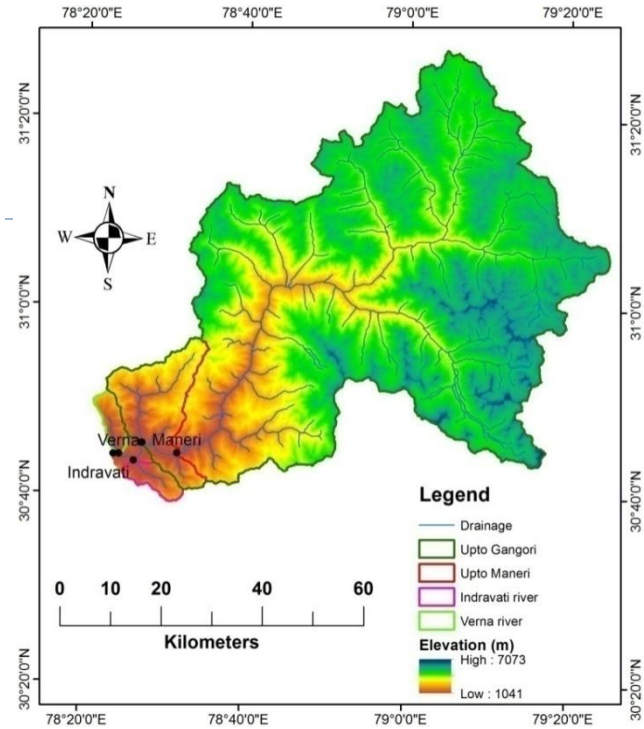 78°20'0"E 78°40'0"E 79°0'0"E 79°20'0"E
31°20'0"N
31°20'0"N
N
W E
S
31°0'0"N
31°0'0"N
Verna Maneri
Indravati
30°40'0"N
30°40'0"N
Legend
Drainage
Upto Gangori
Upto Maneri
Indravati river
Verna river
Elevation (m)
High : 7073
Low : 1041
0 10 20 40 60
Kilometers
30°20'0"N
30°20'0"N
78°20'0"E 78°40'0"E 79°0'0"E 79°20'0"E